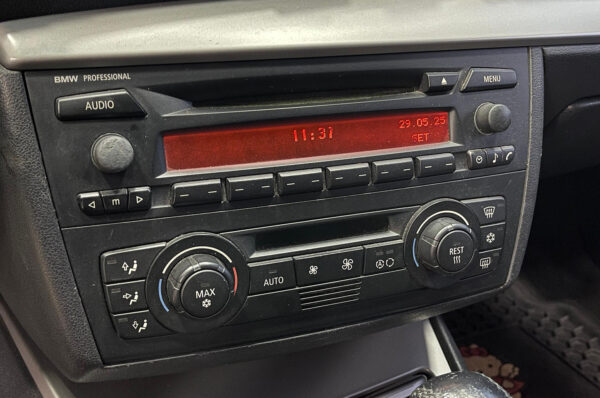 BMW PROFESSIONAL
MENU
AUDIO
29.05.25
11:31
SET
m
AUTO
MAX
REST